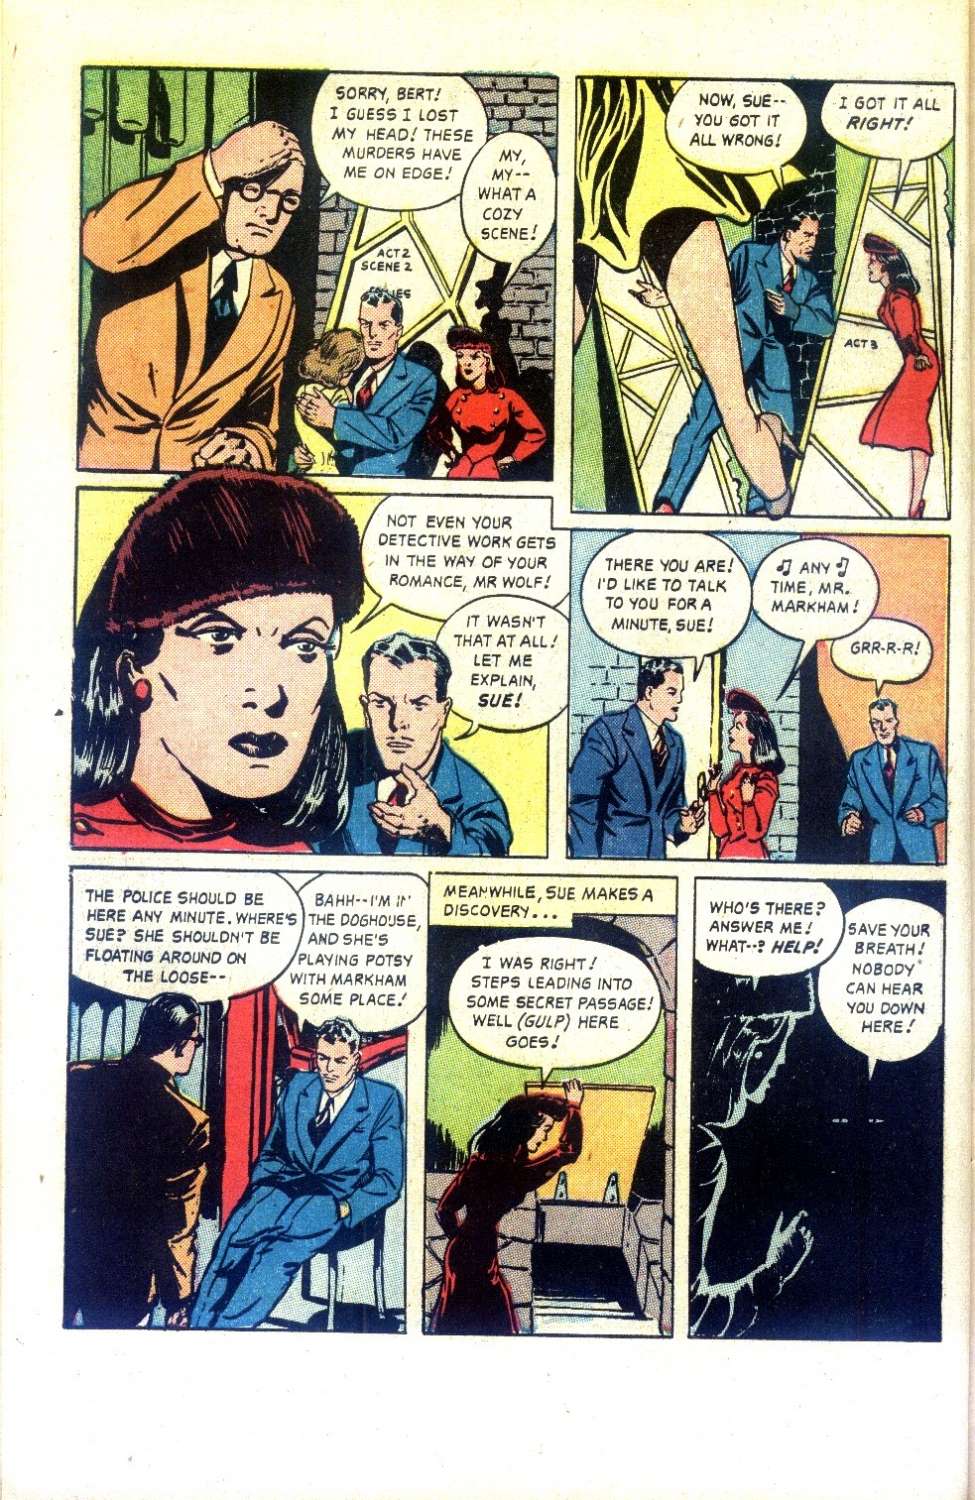 SORRY, BERT!
I GUESS I LOST
MY HEAD! THESE
MURDERS HAVE
ME ON EDGE!
MY,
MY--
WHAT A
COZY
SCENE!
ACT 2
SCENE 2
NOW, SUE--
YOU GOT IT
ALL WRONG!
I GOT IT ALL
RIGHT!
ACT 3
NOT EVEN YOUR
DETECTIVE WORK GETS
IN THE WAY OF YOUR
ROMANCE, MR WOLF!
IT WASN'T
THAT AT ALL!
LET ME
EXPLAIN,
SUE!
THERE YOU ARE!
I'D LIKE TO TALK
TO YOU FOR A
MINUTE, SUE!
♫ ANY ♫
TIME, MR.
MARKHAM!
GRR-R-R!
THE POLICE SHOULD BE
HERE ANY MINUTE. WHERE'S
SUE? SHE SHOULDN'T BE
FLOATING AROUND ON
THE LOOSE--
BAHH--I'M IN
THE DOGHOUSE,
AND SHE'S
PLAYING POTSY
WITH MARKHAM
SOME PLACE!
MEANWHILE, SUE MAKES A
DISCOVERY...
I WAS RIGHT!
STEPS LEADING INTO
SOME SECRET PASSAGE!
WELL (GULP) HERE
GOES!
WHO'S THERE?
ANSWER ME!
WHAT--? HELP!
SAVE YOUR
BREATH!
NOBODY
CAN HEAR
YOU DOWN
HERE!